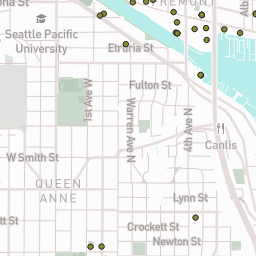 REMONT
Seattle Pacific
University
Etruria St
Fulton St
1st Ave W
Warren Ave N
4th Ave N
Canlis
W Smith St
QUEEN
ANNE
Lynn St
Crockett St
Newton St